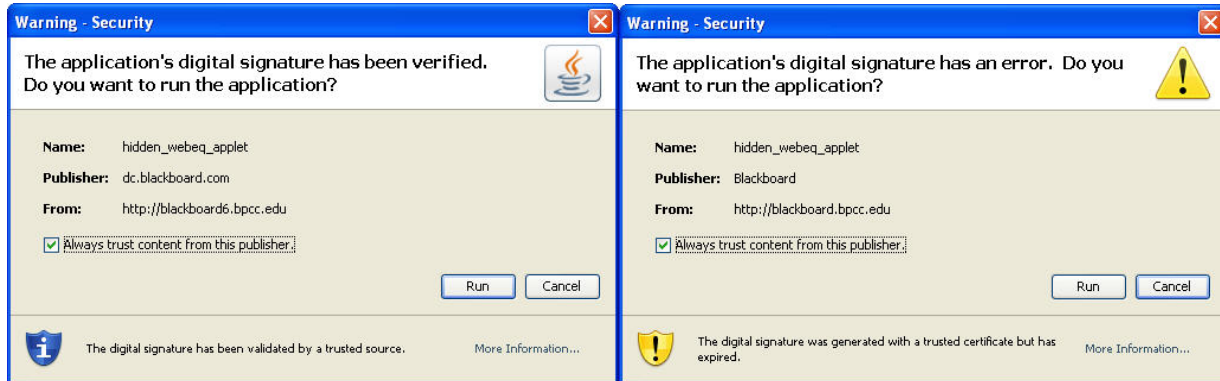 Warning - Security
The application's digital signature has been verified.
Do you want to run the application?
Name: hidden_webeq_applet
Publisher: dc.blackboard.com
From: http://blackboard6.bpcc.edu
Always trust content from this publisher.
Run Cancel
The digital signature has been validated by a trusted source. More Information...
Warning - Security
The application's digital signature has an error. Do you
want to run the application?
Name: hidden_webeq_applet
Publisher: Blackboard
From: http://blackboard.bpcc.edu
Always trust content from this publisher.
Run Cancel
The digital signature was generated with a trusted certificate but has
expired.
More Information...